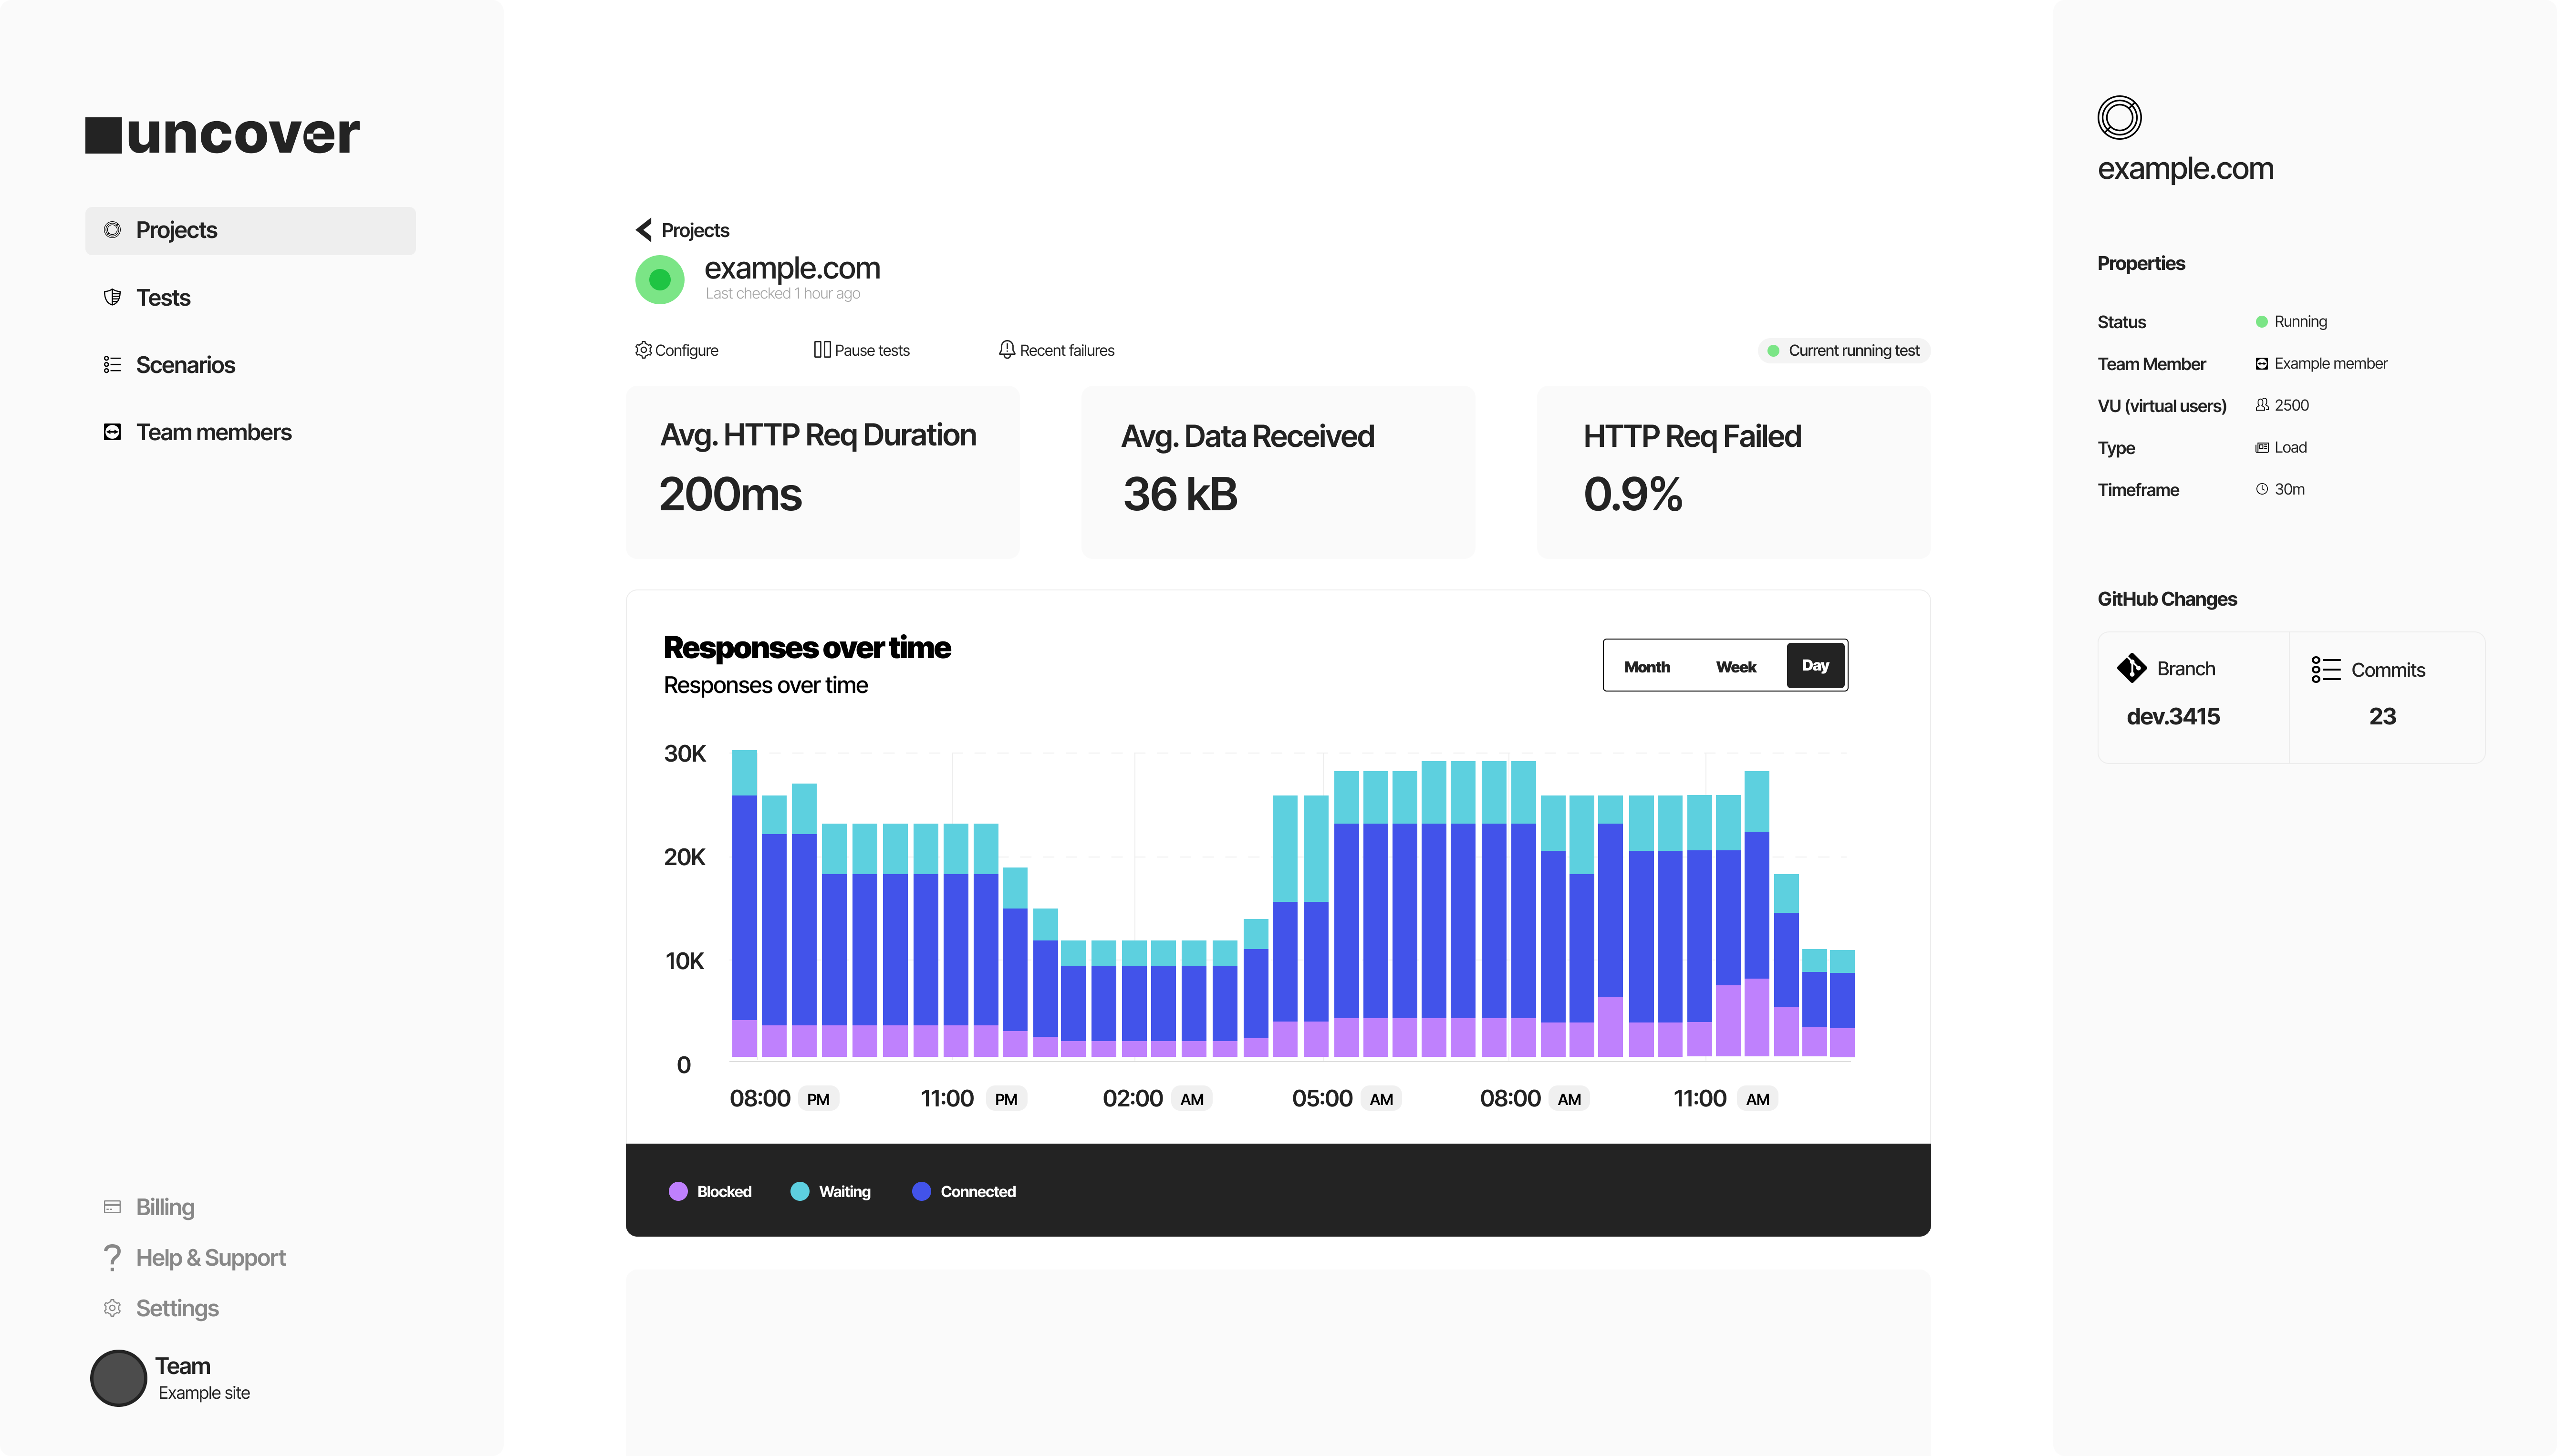 uncover
Projects
Tests
Scenarios
Team members
Billing
Help & Support
Settings
Team
Example site
Projects
example.com
Last checked 1 hour ago
Configure
Pause tests
Recent failures
Current running test
Avg. HTTP Req Duration
200ms
Avg. Data Received
36 kB
HTTP Req Failed
0.9%
Responses over time
Responses over time
Month
Week
Day
30K
20K
10K
0
08:00 PM
11:00 PM
02:00 AM
05:00 AM
08:00 AM
11:00 AM
Blocked
Waiting
Connected
example.com
Properties
Status Running
Team Member Example member
VU (virtual users) 2500
Type Load
Timeframe 30m
GitHub Changes
Branch
dev.3415
Commits
23